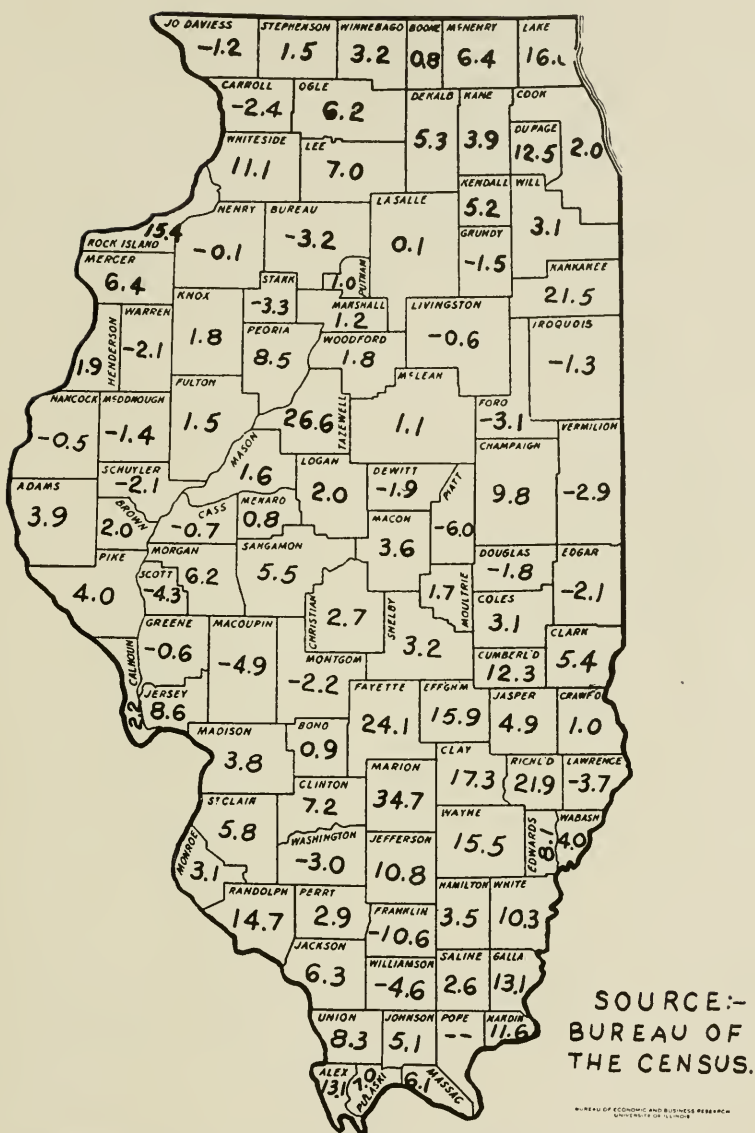 JO DAVIESS
-1.2
STEPHENSON
1.5
WINNEBAGO
3.2
BOONE
0.8
McHENRY
6.4
LAKE
CARROLL
-2.4
OGLE
6.2
DEKALB
5.3
KANE
3.9
COOK
2.0
DU PAGE
12.5
WHITESIDE
11.1
LEE
7.0
KENDALL
5.2
WILL
3.1
ROCK ISLAND
15.4
HENRY
-0.1
BUREAU
-3.2
LASALLE
0.1
GRUNDY
-1.5
KANKAKEE
21.5
MERCER
6.4
STARK
-3.3
PUTNAM
1.0
MARSHALL
1.2
LIVINGSTON
-0.6
IROQUOIS
-1.3
HENDERSON
1.9
WARREN
-2.1
KNOX
1.8
PEORIA
8.5
WOODFORD
1.8
McLEAN
1.1
FORD
-3.1
VERMILION
-2.9
HANCOCK
-0.5
McDONOUGH
-1.4
FULTON
1.5
TAZEWELL
26.6
CHAMPAIGN
9.8
SCHUYLER
-2.1
MASON
1.6
LOGAN
2.0
DEWITT
-1.9
PIATT
-6.0
ADAMS
3.9
BROWN
2.0
CASS
-0.7
MENARD
0.8
MACON
3.6
DOUGLAS
-1.8
EDGAR
-2.1
PIKE
4.0
SCOTT
-4.3
MORGAN
6.2
SANGAMON
5.5
CHRISTIAN
2.7
MOULTRIE
1.7
COLES
3.1
SHELBY
3.2
CALHOUN
2.2
GREENE
-0.6
MACOUPIN
-4.9
MONTGOM
-2.2
CUMBERL'D
12.3
CLARK
5.4
JERSEY
8.6
FAYETTE
24.1
EFFGHM
15.9
JASPER
4.9
CRAWF'D
1.0
MADISON
3.8
BOND
0.9
CLAY
17.3
RICHL'D
21.9
LAWRENCE
-3.7
CLINTON
7.2
MARION
34.7
ST CLAIR
5.8
WAYNE
15.5
EDWARDS
8.1
WABASH
4.0
MONROE
3.1
WASHINGTON
-3.0
JEFFERSON
10.8
RANDOLPH
14.7
PERRY
2.9
FRANKLIN
-10.6
HAMILTON
3.5
WHITE
10.3
JACKSON
6.3
WILLIAMSON
-4.6
SALINE
2.6
GALLA
13.1
UNION
8.3
JOHNSON
5.1
POPE
--
HARDIN
11.6
ALEX
13.1
PULASKI
7.0
MASSAC
6.1
SOURCE:-
BUREAU OF
THE CENSUS.
BUREAU OF ECONOMIC AND BUSINESS RESEARCH
UNIVERSITY OF ILLINOIS